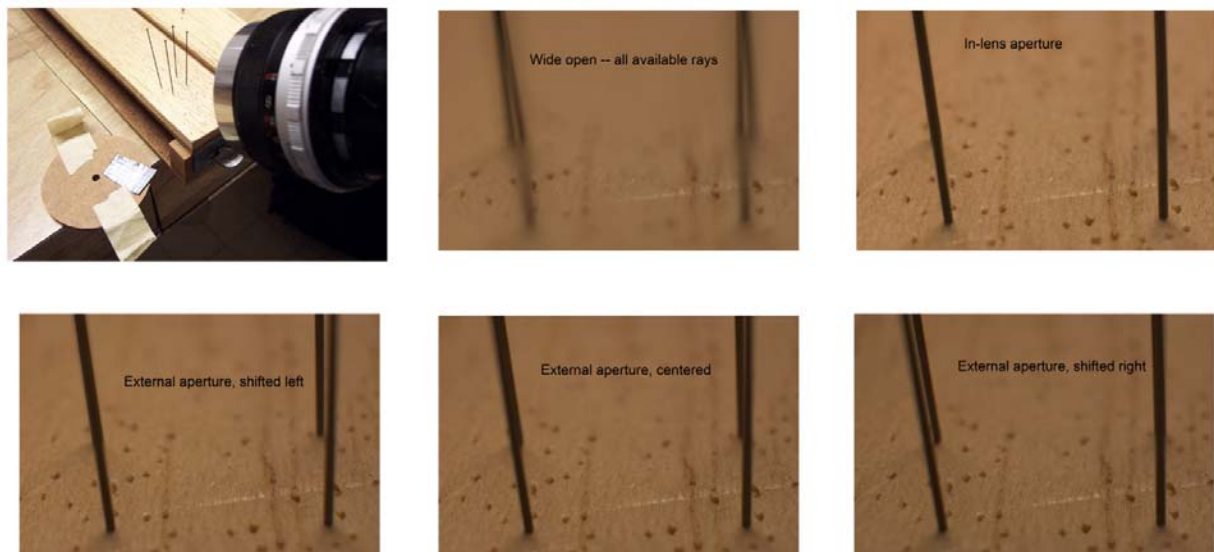 Wide open -- all available rays
In-lens aperture
External aperture, shifted left
External aperture, centered
External aperture, shifted right